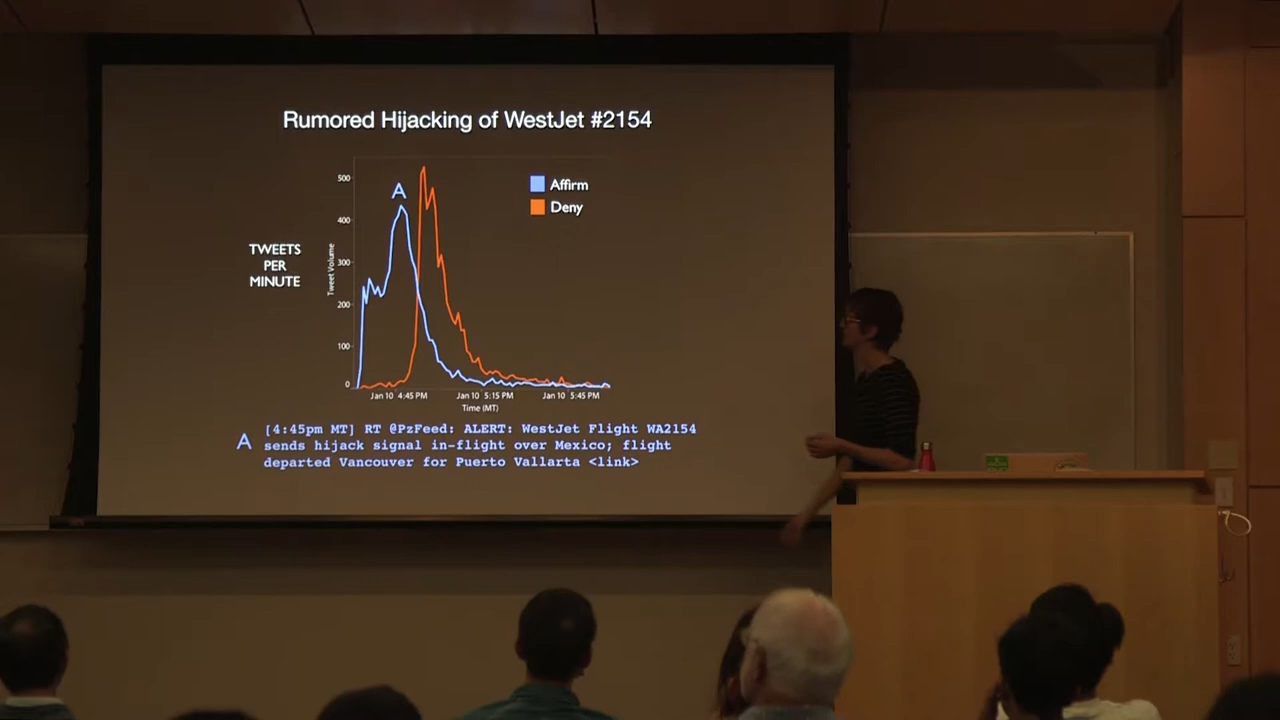 Rumored Hijacking of WestJet #2154
A
Affirm
Deny
TWEETS
PER
MINUTE
Tweet Volume
500
400
300
200
100
0
Jan 10 4:45 PM
Jan 10 5:15 PM
Jan 10 5:45 PM
Time (MT)
A
[4:45pm MT] RT @PzFeed: ALERT: WestJet Flight WA2154
sends hijack signal in-flight over Mexico; flight
departed Vancouver for Puerto Vallarta <link>